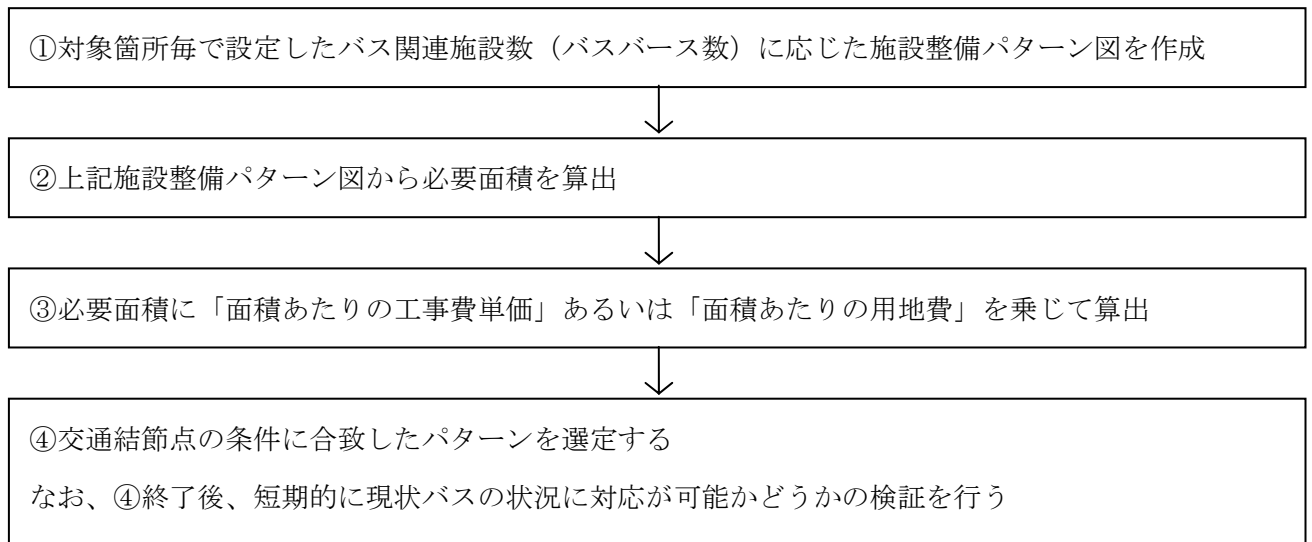 ①対象箇所毎で設定したバス関連施設数（バスバース数）に応じた施設整備パターン図を作成
②上記施設整備パターン図から必要面積を算出
③必要面積に「面積あたりの工事費単価」あるいは「面積あたりの用地費」を乗じて算出
④交通結節点の条件に合致したパターンを選定する
なお、④終了後、短期的に現状バスの状況に対応が可能かどうかの検証を行う